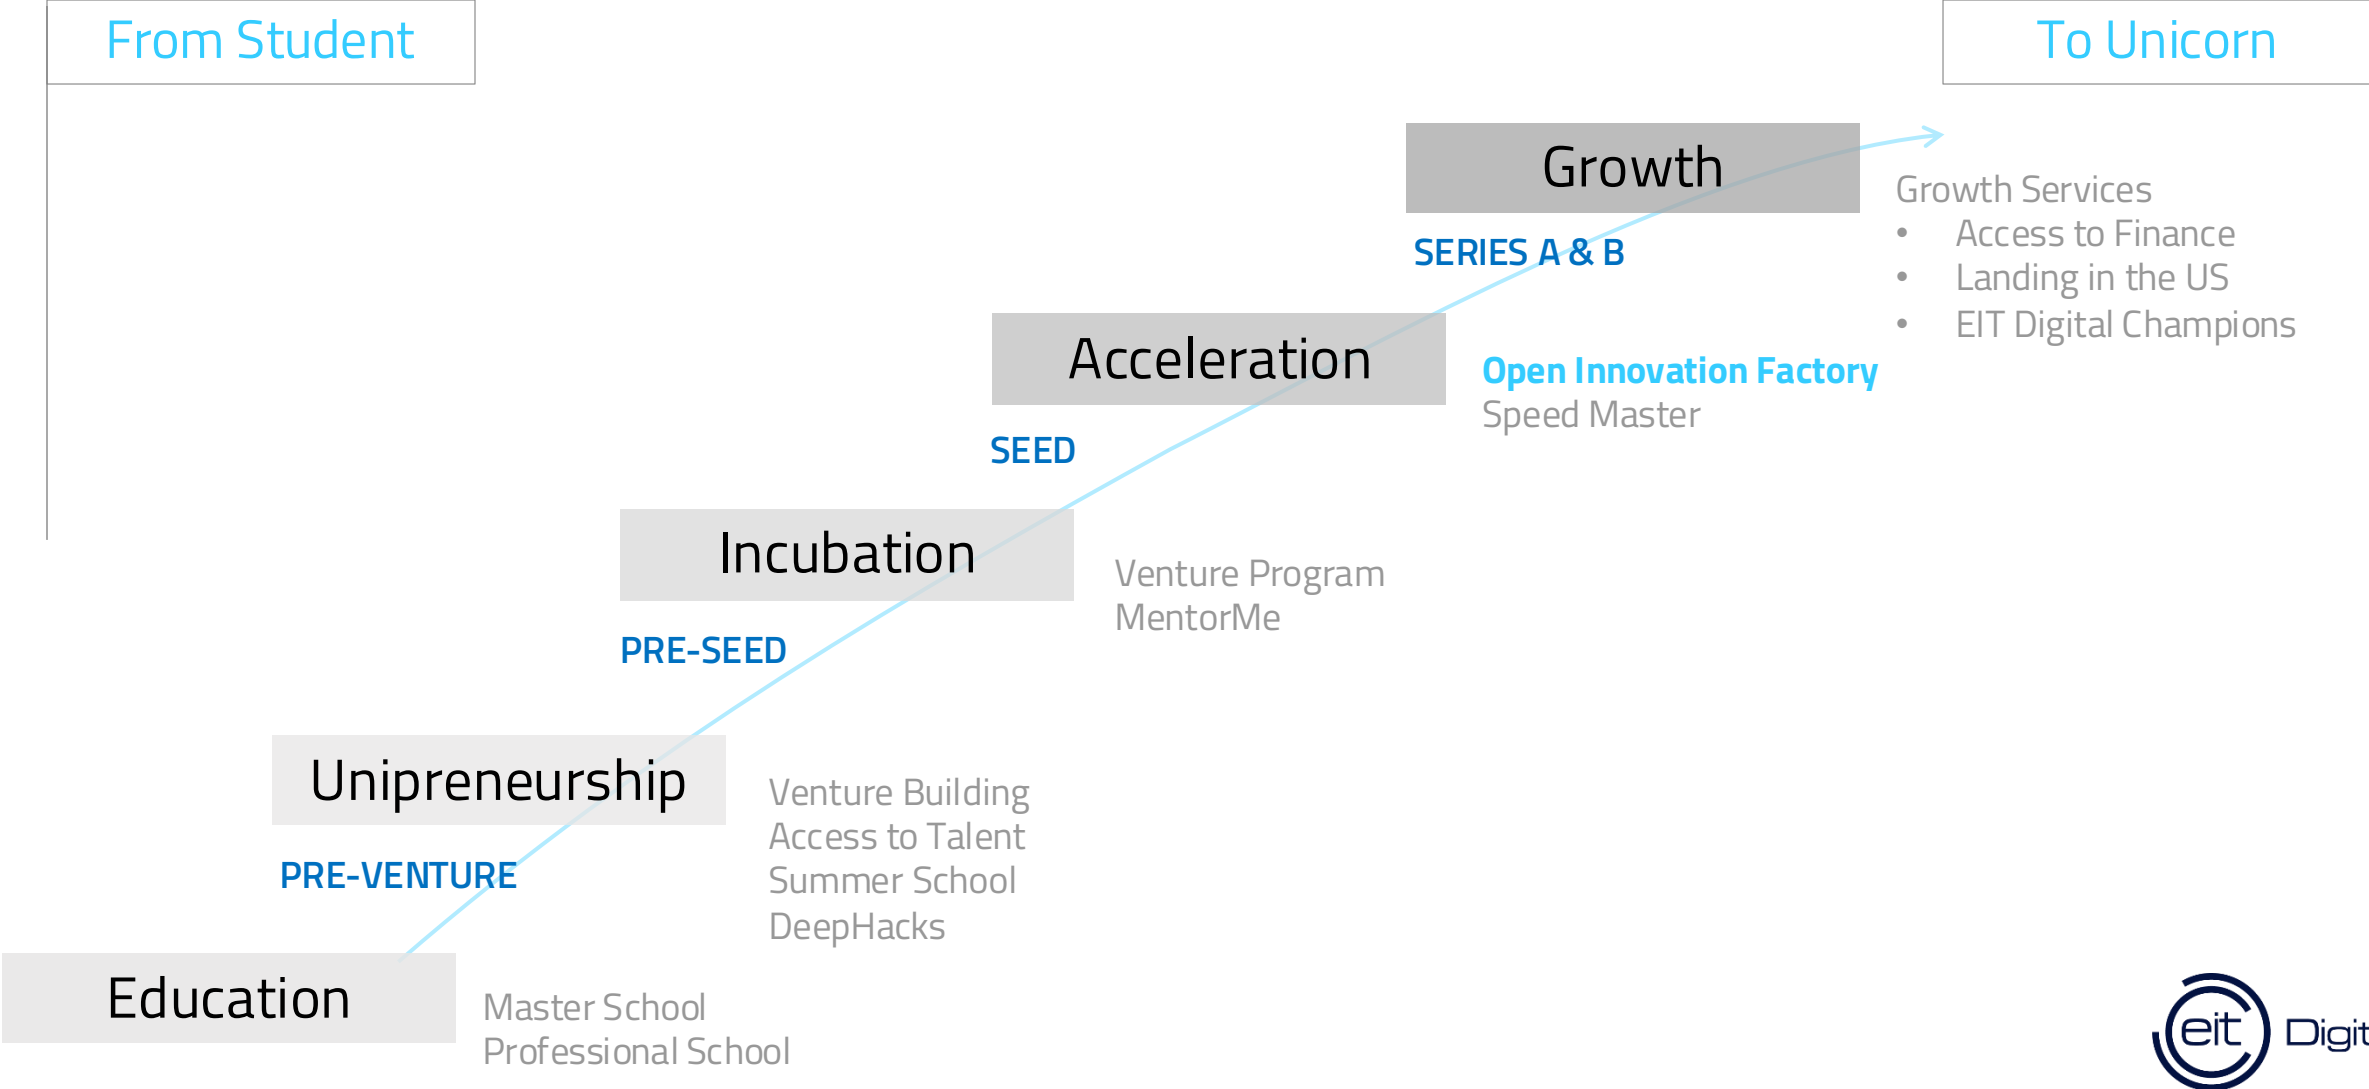 From Student
To Unicorn
Growth
SERIES A & B
Growth Services
• Access to Finance
• Landing in the US
• EIT Digital Champions
Acceleration
SEED
Open Innovation Factory
Speed Master
Incubation
PRE-SEED
Venture Program
MentorMe
Unipreneurship
PRE-VENTURE
Venture Building
Access to Talent
Summer School
DeepHacks
Education
Master School
Professional School
eit Digit